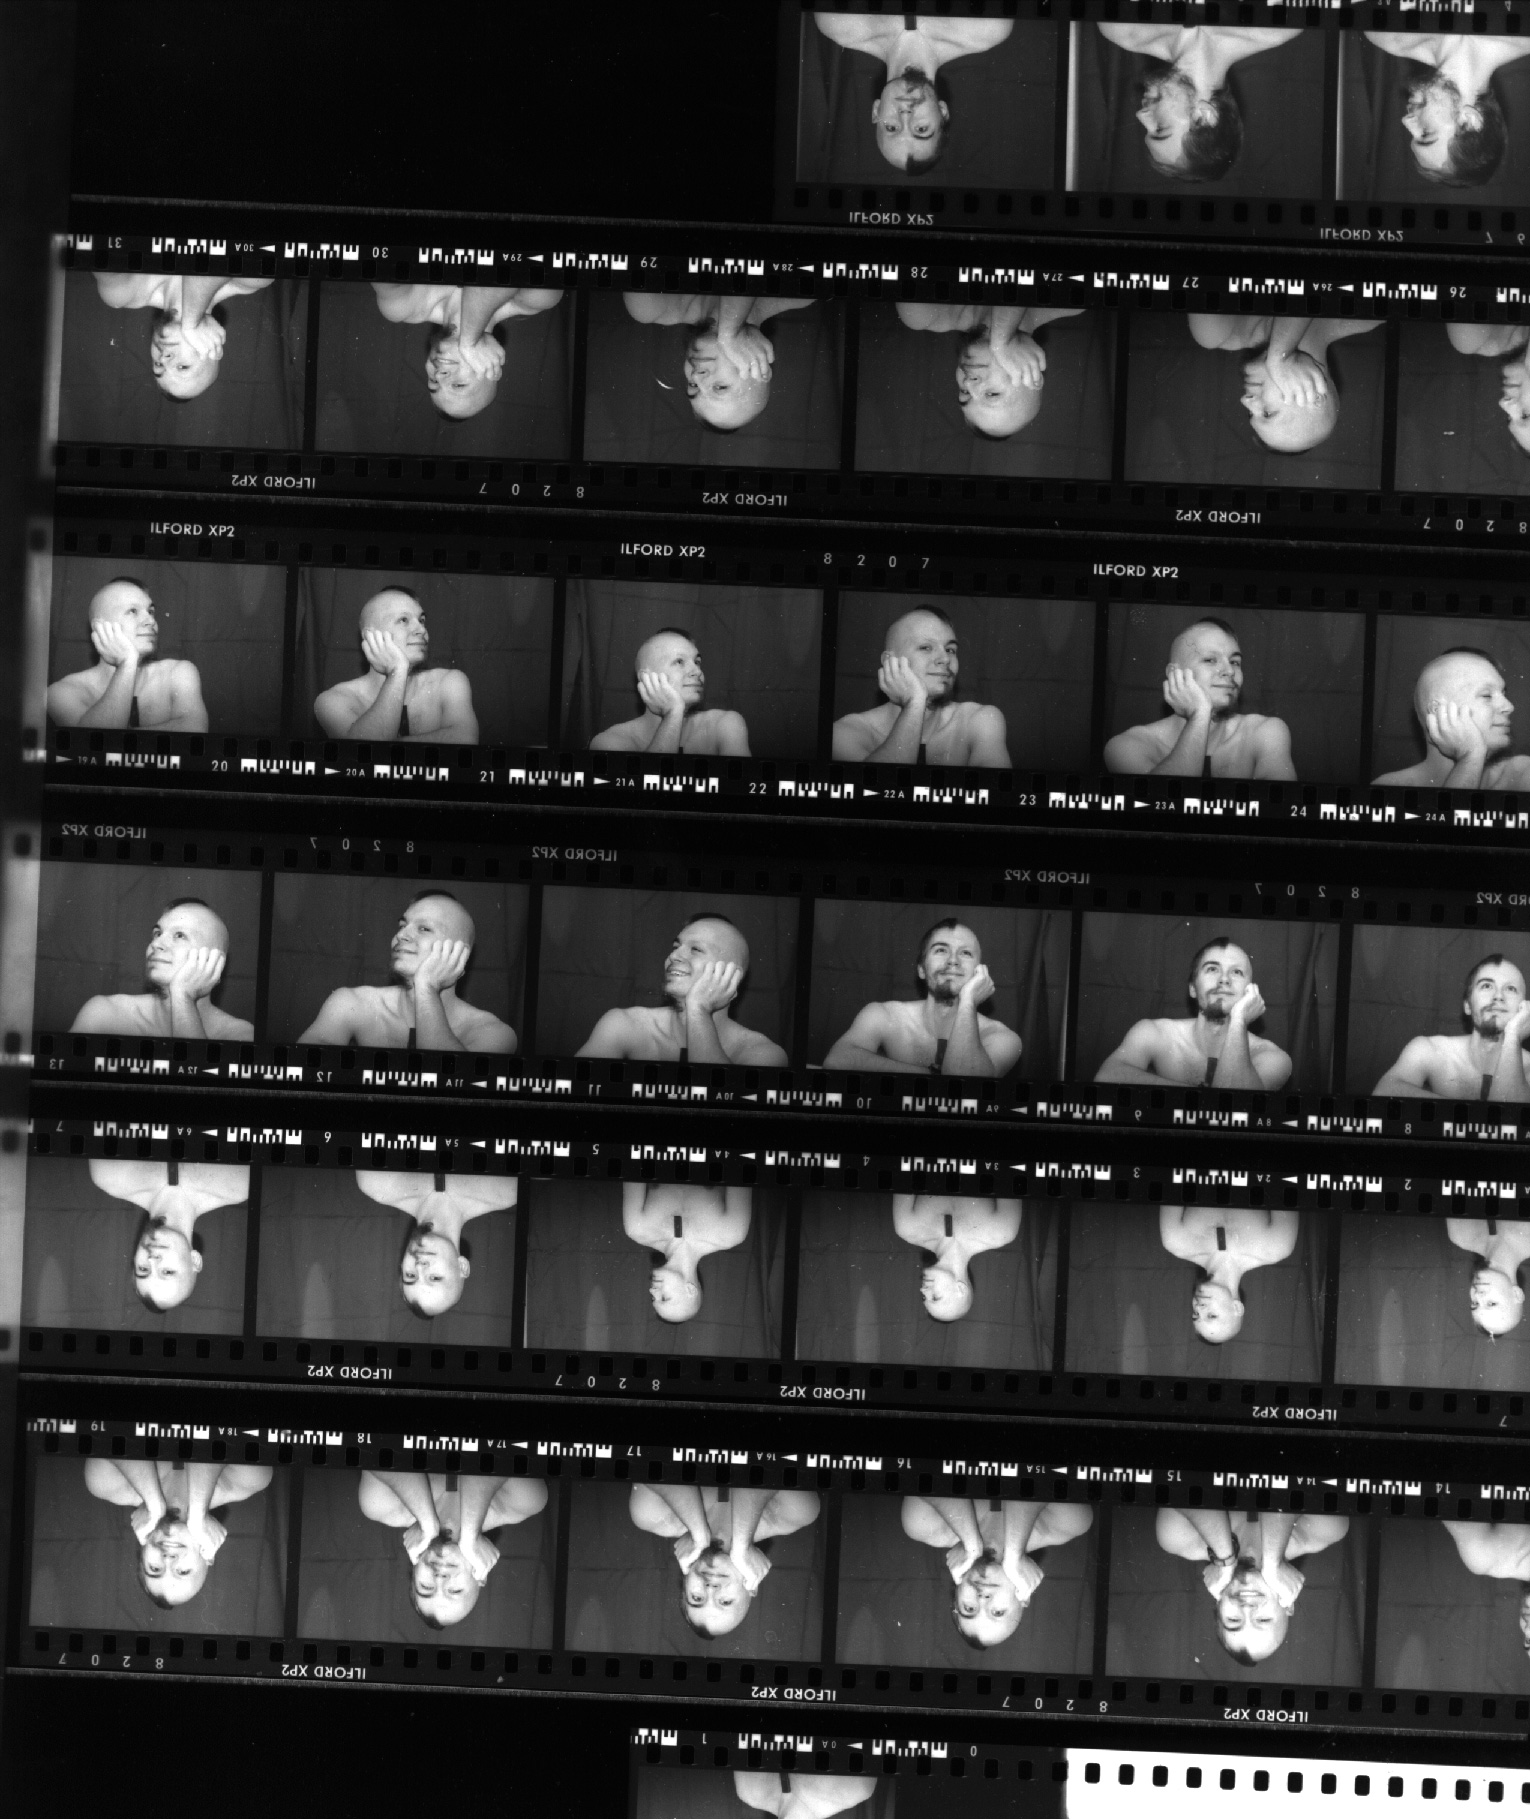 ILFORD XP2
ILFORD XP2
7
31 30A 30 29A 29 28A 28 27A 27 26A 26
ILFORD XP2 8 2 0 7 ILFORD XP2 ILFORD XP2 8 2 0 7
ILFORD XP2 ILFORD XP2 8 2 0 7 ILFORD XP2
19A 20 20A 21 21A 22 22A 23 23A 24 24A
ILFORD XP2 8 2 0 7 ILFORD XP2 ILFORD XP2 8 2 0 7 XP2
13 12A 12 11A 11 10A 10 9A 9 8A 8
7 6A 6 5A 5 4A 4 3A 3 2A 2
ILFORD XP2 8 2 0 7 ILFORD XP2 ILFORD XP2 7
19 18A 18 17A 17 16A 16 15A 15 14A 14
8 2 0 7 ILFORD XP2 ILFORD XP2 8 2 0 7 ILFORD XP2
1 0A 0